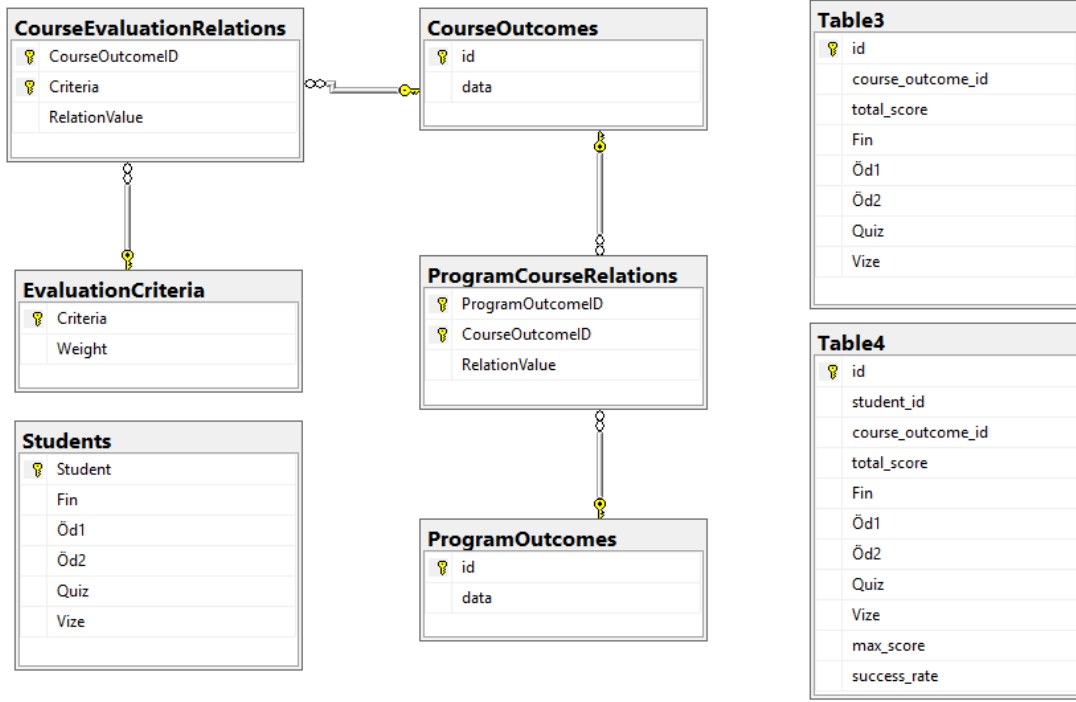 CourseEvaluationRelations
CourseOutcomeID
Criteria
RelationValue
CourseOutcomes
id
data
EvaluationCriteria
Criteria
Weight
ProgramCourseRelations
ProgramOutcomeID
CourseOutcomeID
RelationValue
Students
Student
Fin
Öd1
Öd2
Quiz
Vize
ProgramOutcomes
id
data
Table3
id
course_outcome_id
total_score
Fin
Öd1
Öd2
Quiz
Vize
Table4
id
student_id
course_outcome_id
total_score
Fin
Öd1
Öd2
Quiz
Vize
max_score
success_rate